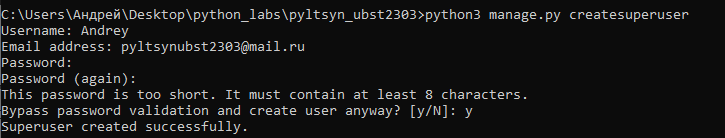 C:\Users\Андрей\Desktop\python_labs\pyltsyn_ubst2303>python3 manage.py createsuperuser
Username: Andrey
Email address: pyltsynubst2303@mail.ru
Password:
Password (again):
This password is too short. It must contain at least 8 characters.
Bypass password validation and create user anyway? [y/N]: y
Superuser created successfully.